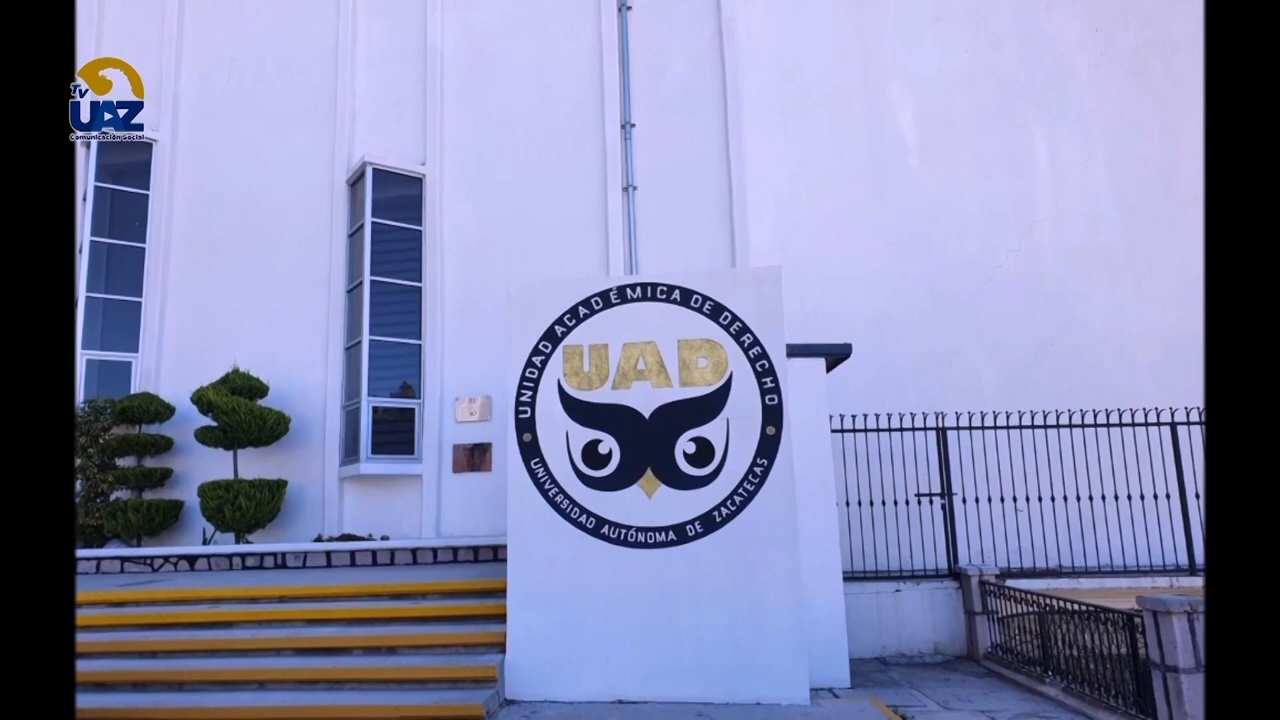 Tv
UAZ
Comunicación Social
UNIDAD ACADÉMICA DE DERECHO
UAD
UNIVERSIDAD AUTÓNOMA DE ZACATECAS